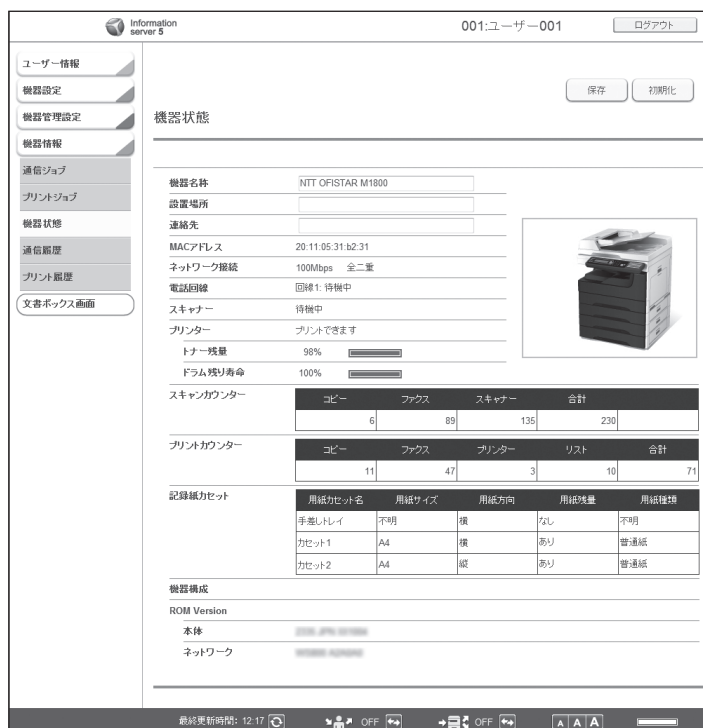 Information
server 5
001:ユーザー001
ログアウト
ユーザー情報
機器設定
機器管理設定
機器情報
通信ジョブ
プリントジョブ
機器状態
通信履歴
プリント履歴
文書ボックス画面
保存
初期化
機器状態
機器名称 NTT OFISTAR M1800
設置場所
連絡先
MACアドレス 20:11:05:31:b2:31
ネットワーク接続 100Mbps 全二重
電話回線 回線1: 待機中
スキャナー 待機中
プリンター プリントできます
トナー残量 98%
ドラム残り寿命 100%
スキャンカウンター
コピー ファクス スキャナー 合計
6 89 135 230
プリントカウンター
コピー ファクス プリンター リスト 合計
11 47 3 10 71
記録紙カセット
用紙カセット名 用紙サイズ 用紙方向 用紙残量 用紙種類
手差しトレイ 不明 横 なし 不明
カセット1 A4 横 あり 普通紙
カセット2 A4 縦 あり 普通紙
機器構成
ROM Version
本体
ネットワーク
最終更新時間: 12:17 OFF OFF A A A